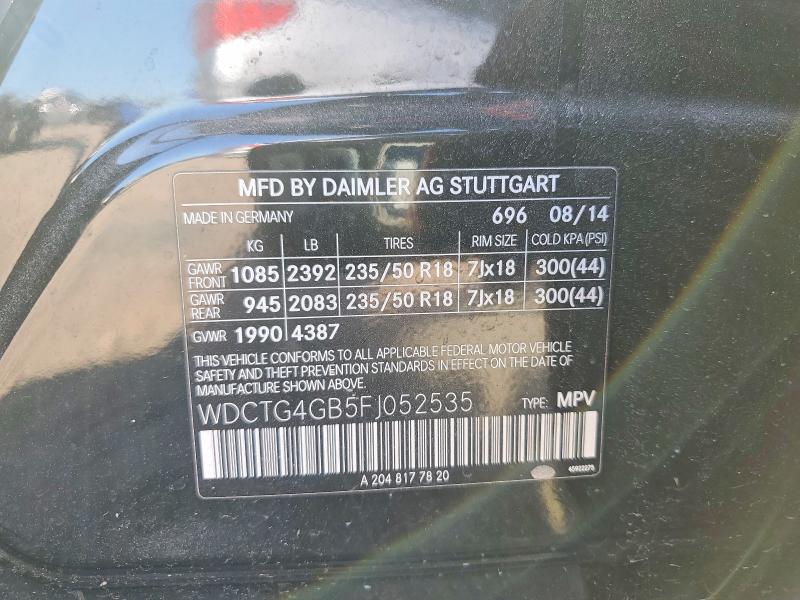 MFD BY DAIMLER AG STUTTGART
MADE IN GERMANY 696 08/14
KG LB TIRES RIM SIZE COLD KPA (PSI)
GAWR FRONT 1085 2392 235/50 R18 7Jx18 300(44)
GAWR REAR 945 2083 235/50 R18 7Jx18 300(44)
GVWR 1990 4387
THIS VEHICLE CONFORMS TO ALL APPLICABLE FEDERAL MOTOR VEHICLE
SAFETY AND THEFT PREVENTION STANDARDS IN EFFECT ON THE DATE OF
MANUFACTURE SHOWN ABOVE.
WDCTG4GB5FJ052535 TYPE: MPV
A 204 817 78 20